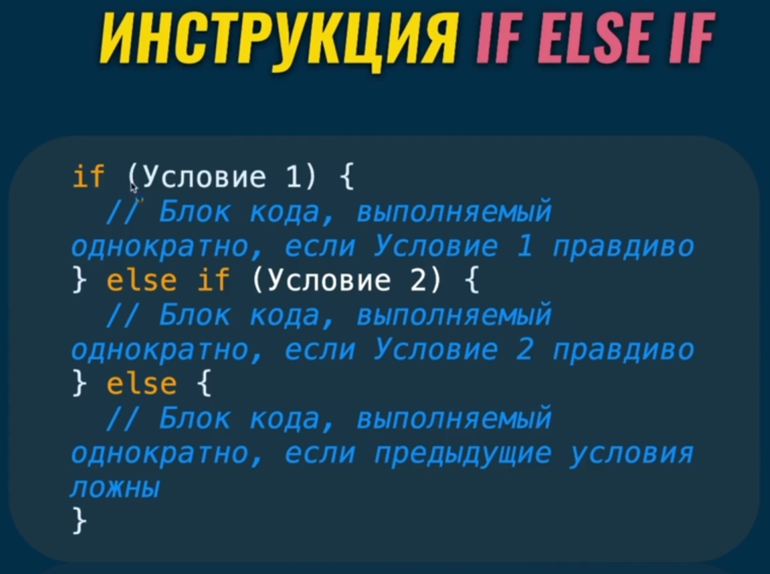 ИНСТРУКЦИЯ IF ELSE IF
if (Условие 1) {
// Блок кода, выполняемый
однократно, если Условие 1 правдиво
} else if (Условие 2) {
// Блок кода, выполняемый
однократно, если Условие 2 правдиво
} else {
// Блок кода, выполняемый
однократно, если предыдущие условия
ложны
}